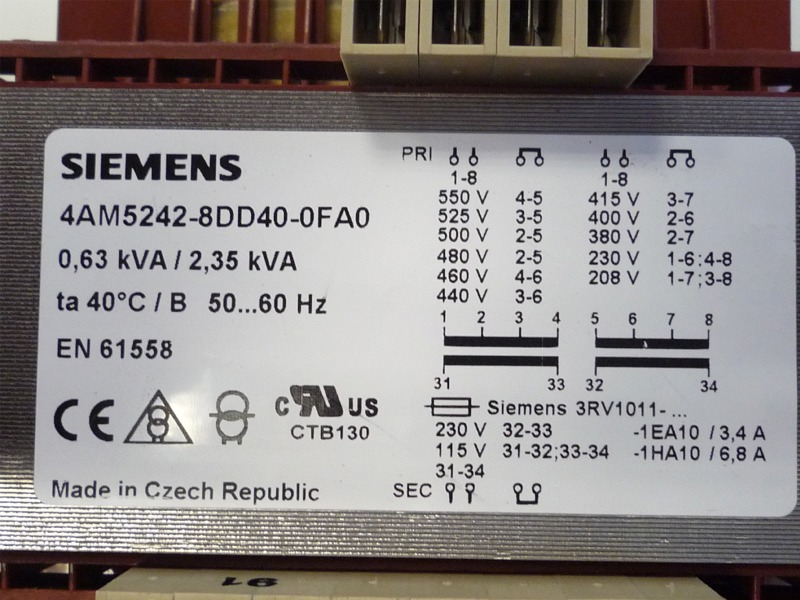 SIEMENS
4AM5242-8DD40-0FA0
0,63 kVA / 2,35 kVA
ta 40°C / B 50...60 Hz
EN 61558
CE
c RU US
CTB130
Made in Czech Republic
PRI
1-8 1-8
550 V 4-5 415 V 3-7
525 V 3-5 400 V 2-6
500 V 2-5 380 V 2-7
480 V 2-5 230 V 1-6;4-8
460 V 4-6 208 V 1-7;3-8
440 V 3-6
1 2 3 4 5 6 7 8
31 33 32 34
Siemens 3RV1011-...
230 V 32-33 -1EA10 / 3,4 A
115 V 31-32;33-34 -1HA10 / 6,8 A
31-34
SEC
16